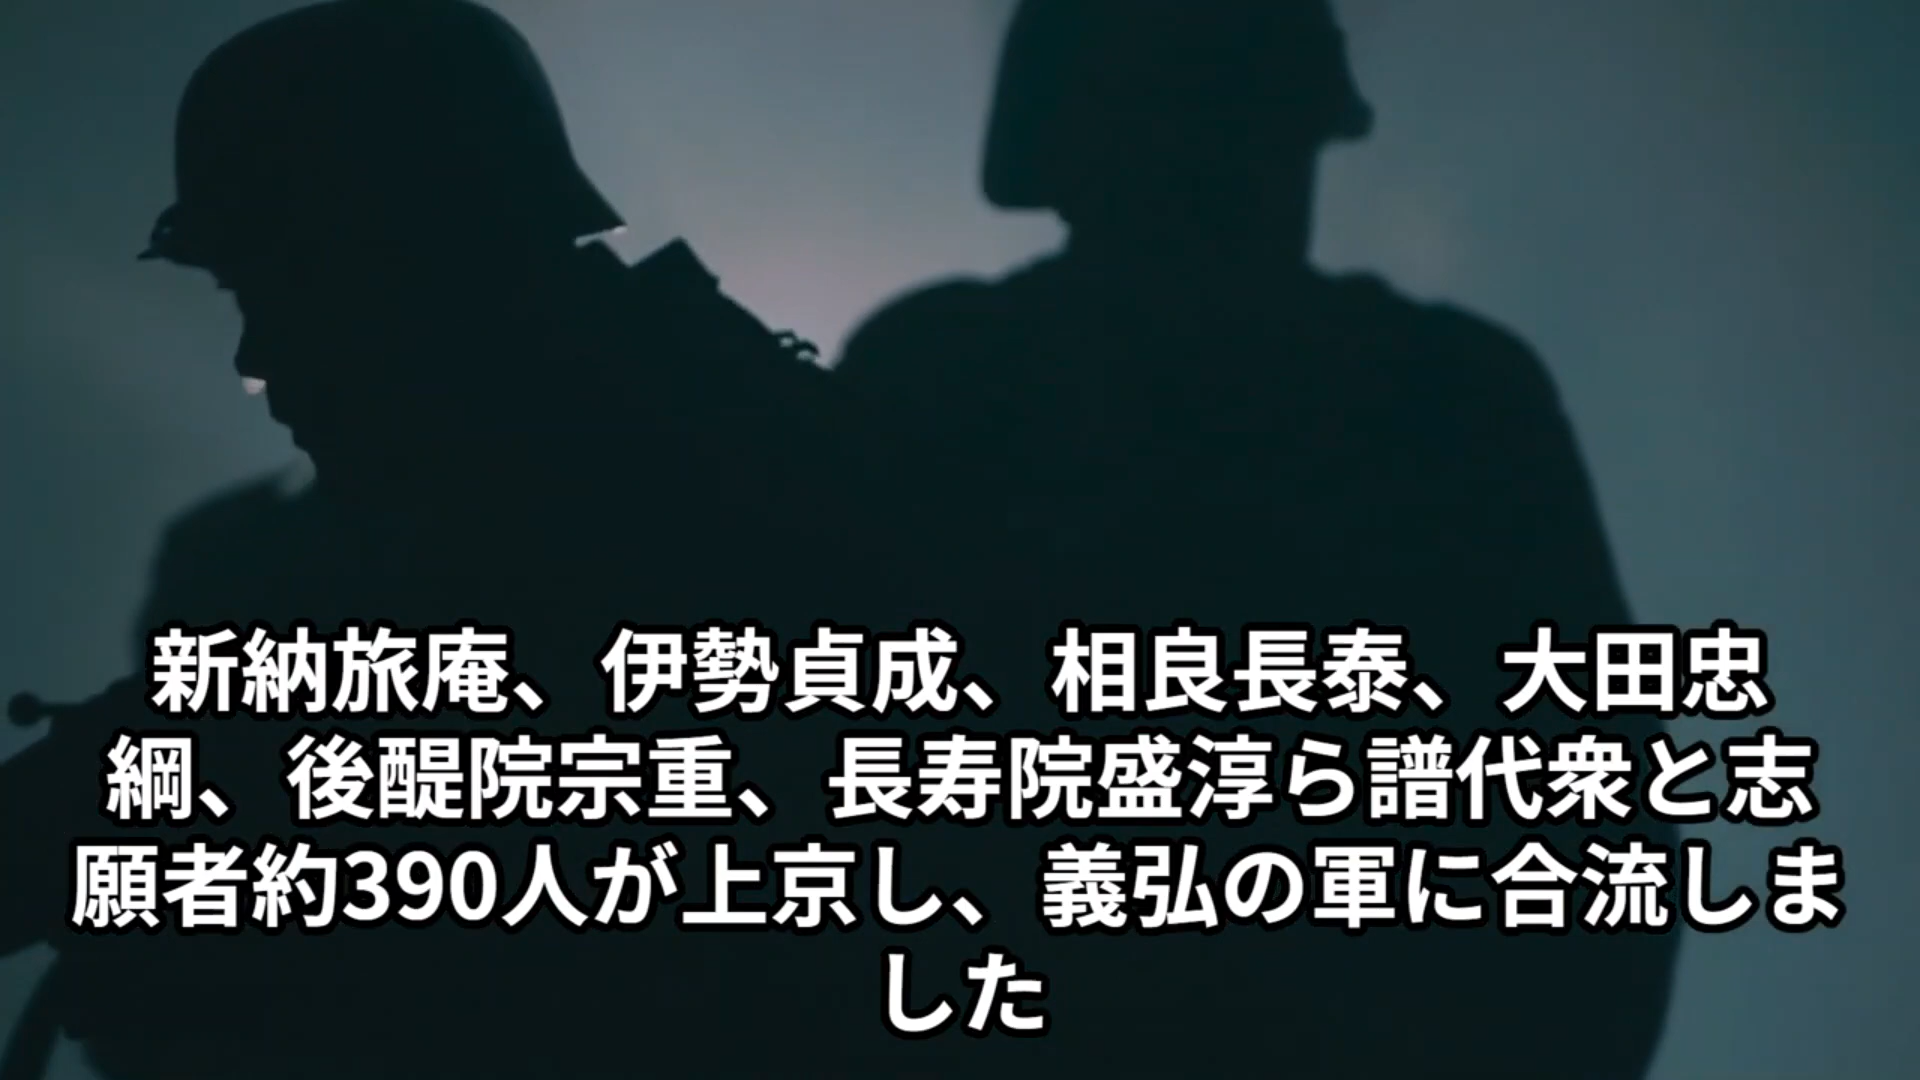 新納旅庵、伊勢貞成、相良長泰、大田忠
綱、後醍院宗重、長寿院盛淳ら譜代衆と志
願者約390人が上京し、義弘の軍に合流しま
した